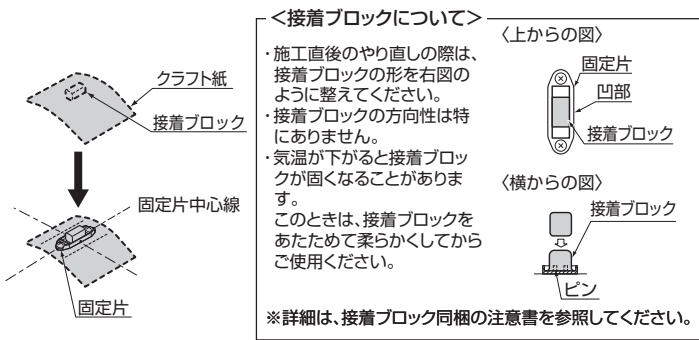 クラフト紙
接着ブロック
固定片中心線
固定片
<接着ブロックについて>
・施工直後のやり直しの際は、
接着ブロックの形を右図の
ように整えてください。
・接着ブロックの方向性は特
にありません。
・気温が下がると接着ブロッ
クが固くなることがありま
す。
このときは、接着ブロックを
あたためて柔らかくしてから
ご使用ください。
〈上からの図〉
固定片
凹部
接着ブロック
〈横からの図〉
接着ブロック
ピン
※詳細は、接着ブロック同梱の注意書を参照してください。